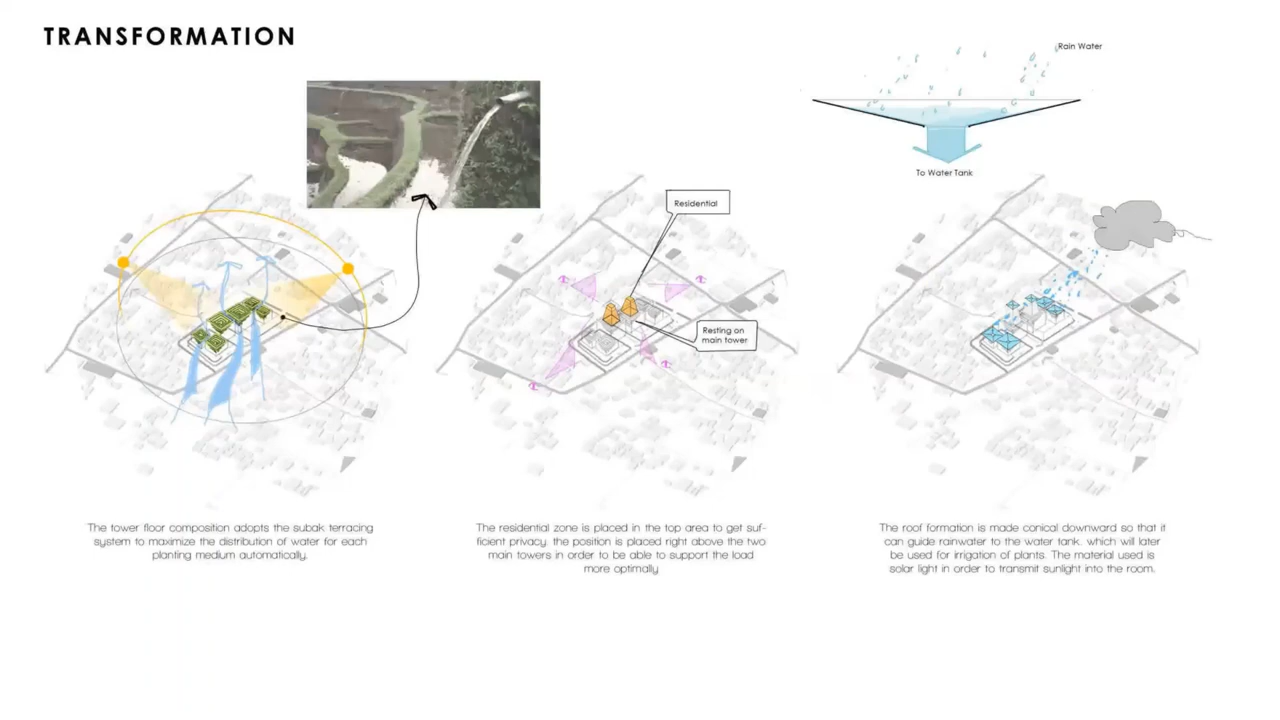 TRANSFORMATION
Rain Water
To Water Tank
Residential
Resting on
main tower
The tower floor composition adopts the subak terracing
system to maximize the distribution of water for each
planting medium automatically.
The residential zone is placed in the top area to get suf-
ficient privacy, the position is placed right above the two
main towers in order to be able to support the load
more optimally
The roof formation is made conical downward so that it
can guide rainwater to the water tank, which will later
be used for irrigation of plants. The material used is
solar light in order to transmit sunlight into the room.